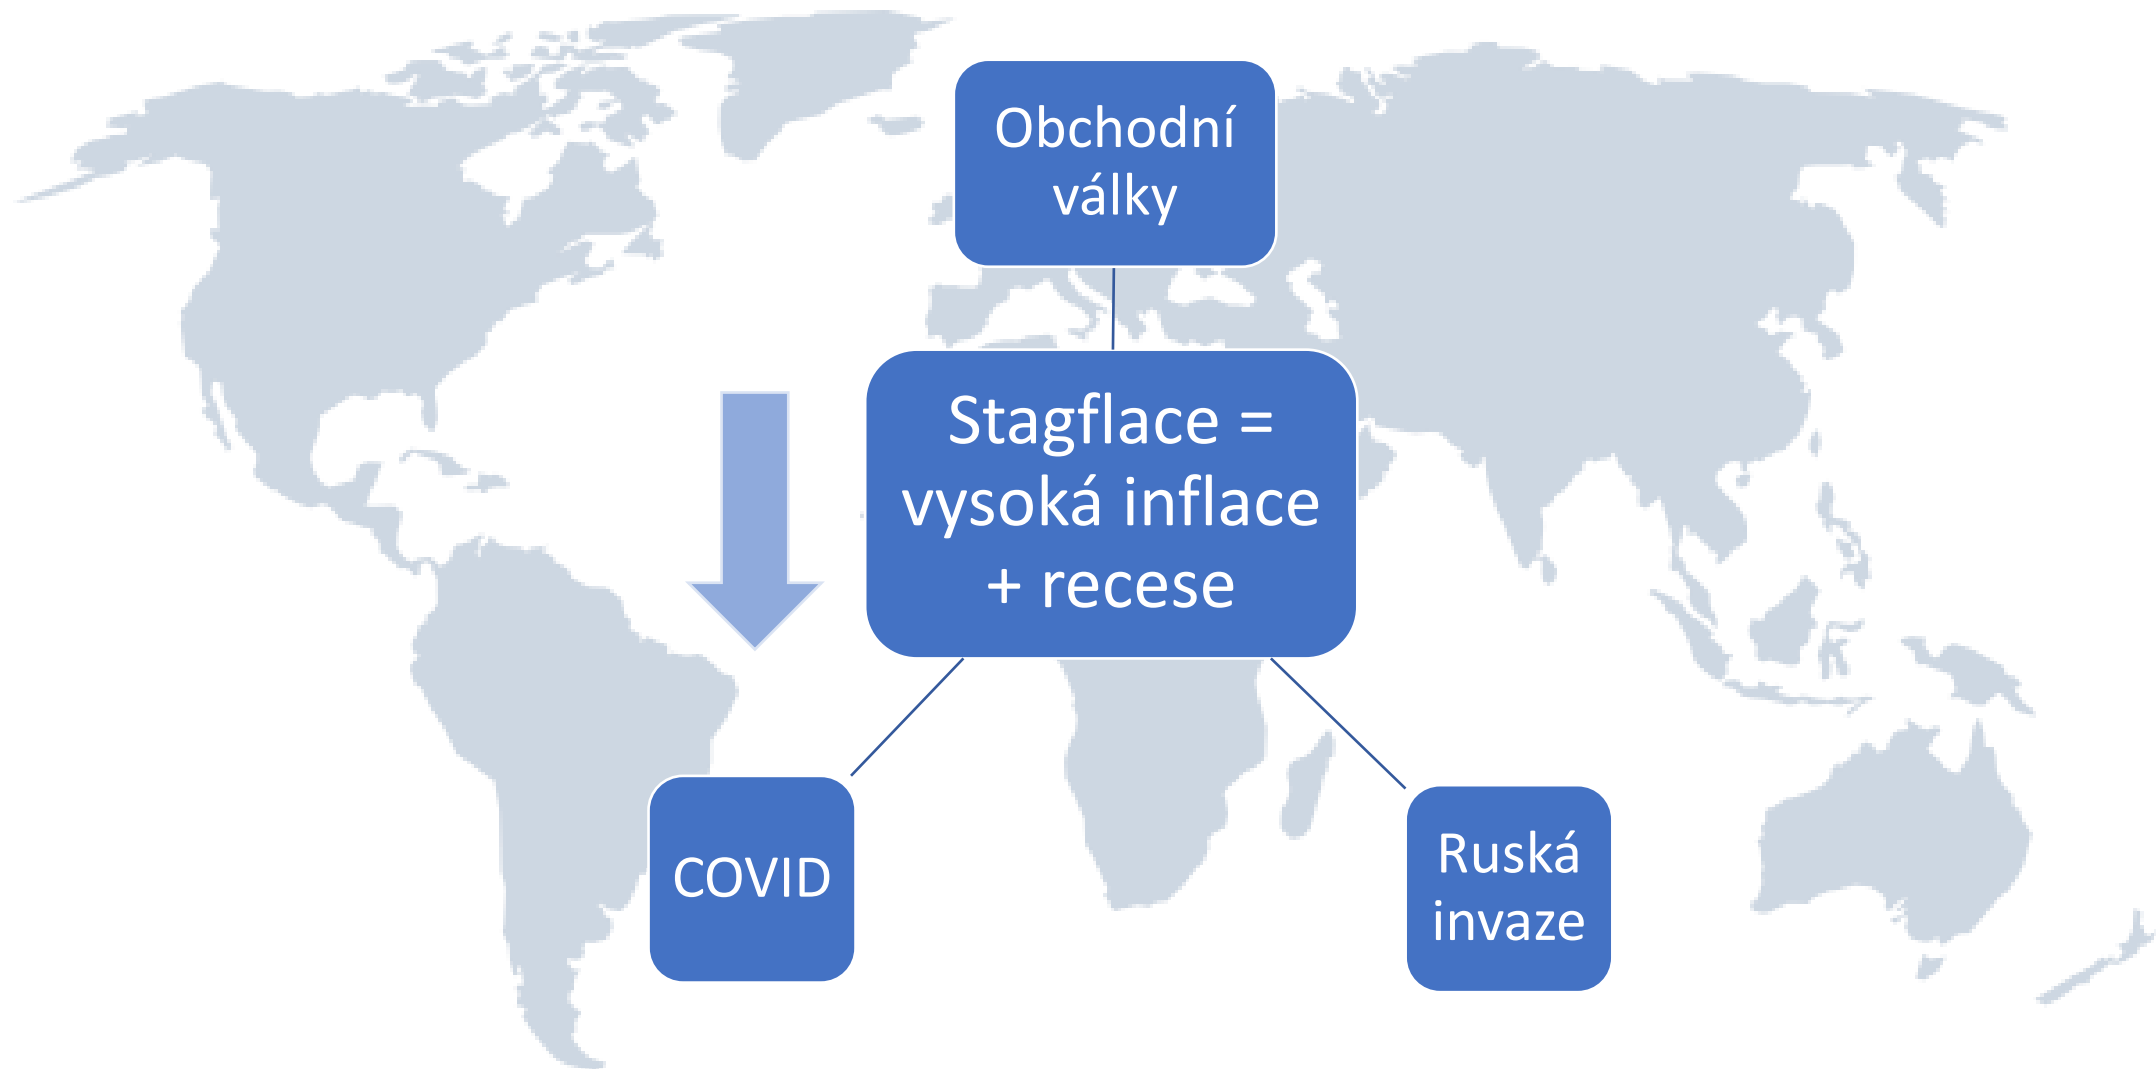 Obchodní
války
Stagflace =
vysoká inflace
+ recese
COVID
Ruská
invaze